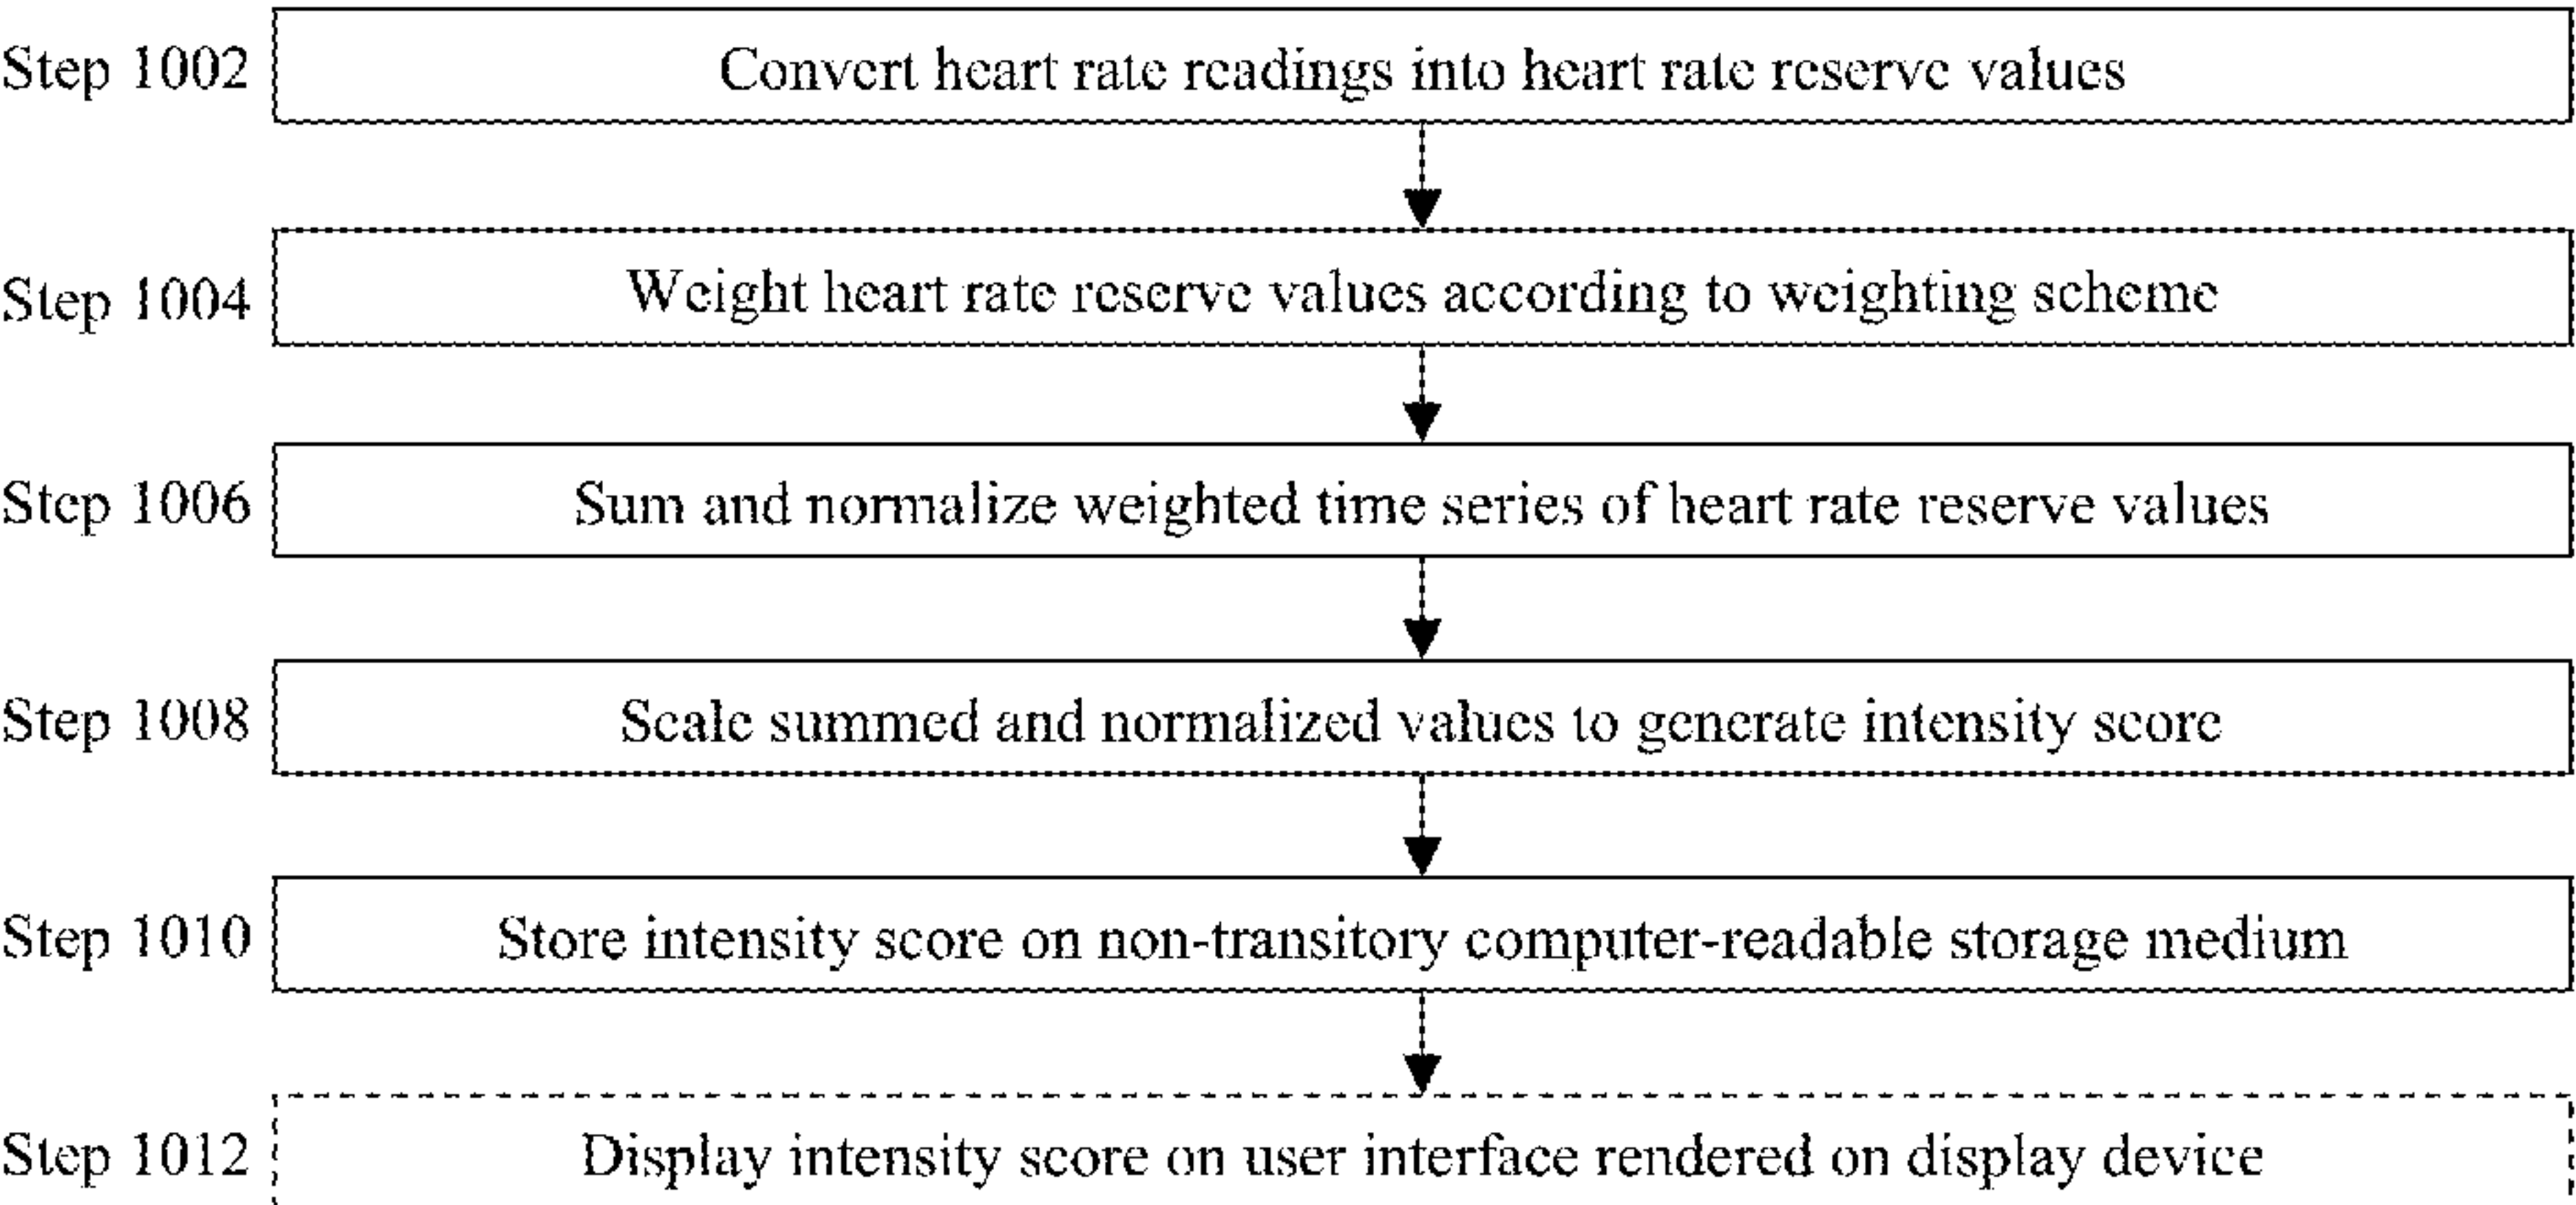 Step 1002 Convert heart rate readings into heart rate reserve values
Step 1004 Weight heart rate reserve values according to weighting scheme
Step 1006 Sum and normalize weighted time series of heart rate reserve values
Step 1008 Scale summed and normalized values to generate intensity score
Step 1010 Store intensity score on non-transitory computer-readable storage medium
Step 1012 Display intensity score on user interface rendered on display device